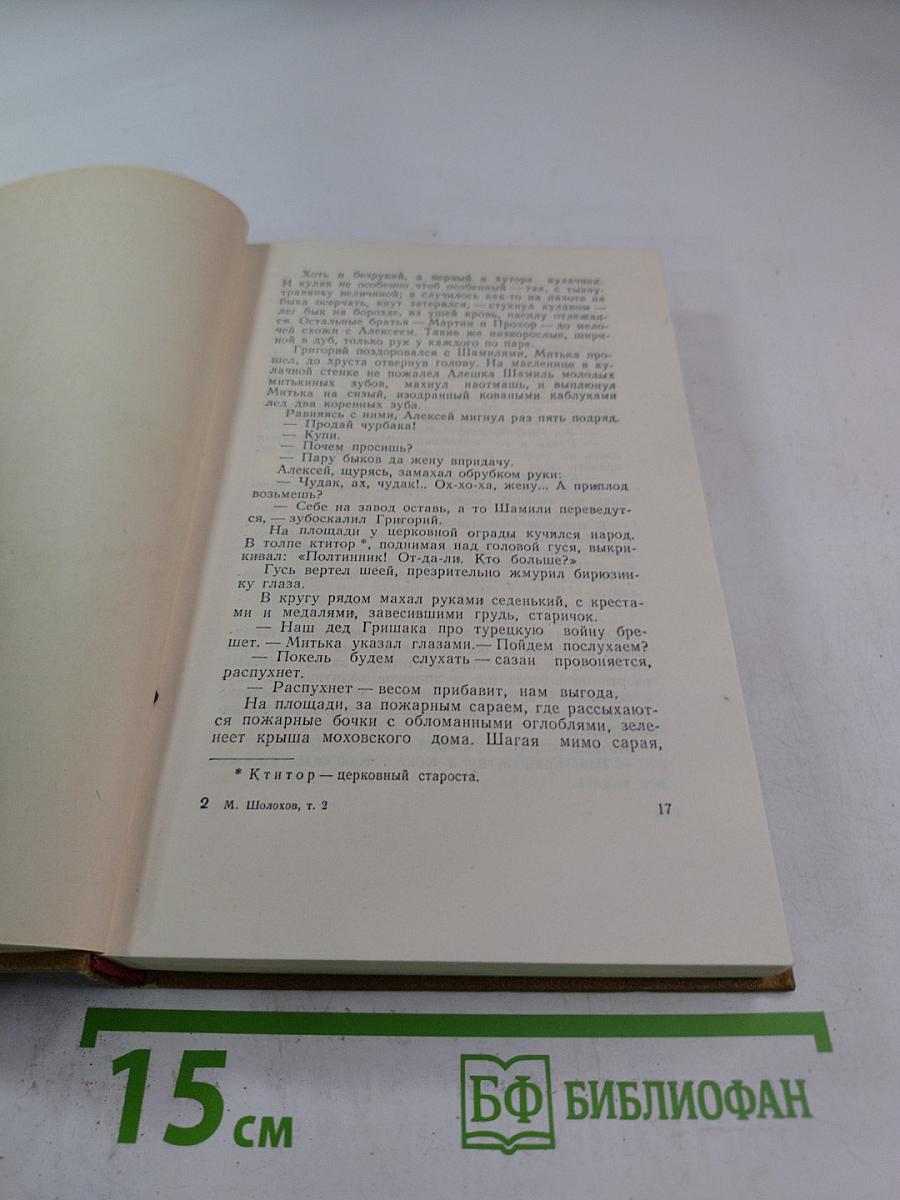 Хоть и безрукий, а первый в хуторе кулачник.
И кулак не особенно чтоб особенный — так, с тыкву-
травянку величиной; а случилось как-то на пахоте на
быка осерчать, кнут затерялся, — стукнул кулаком —
лег бык на борозде, из ушей кровь, насилу отлежал-
ся. Остальные братья — Мартин и Прохор — до мело-
чей схожи с Алексеем. Такие же низкорослые, шири-
ной в дуб, только рук у каждого по паре.
Григорий поздоровался с Шамилями, Митька про-
шел, до хруста отвернув голову. На масленице в ку-
лачной стенке не пожалел Алешка Шамиль молодых
митькиных зубов, махнул наотмашь, и выплюнул
Митька на сизый, изодранный коваными каблуками
лед два коренных зуба.
Равняясь с ними, Алексей мигнул раз пять подряд.
— Продай чурбака!
— Купи.
— Почем просишь?
— Пару быков да жену впридачу.
Алексей, щурясь, замахал обрубком руки:
— Чудак, ах, чудак!.. Ох-хо-ха, жену... А приплод
возьмешь?
— Себе на завод оставь, а то Шамили переведут-
ся, — зубоскалил Григорий.
На площади у церковной ограды кучился народ.
В толпе ктитор *, поднимая над головой гуся, выкри-
кивал: «Полтинник! От-да-ли. Кто больше?»
Гусь вертел шеей, презрительно жмурил бирюзин-
ку глаза.
В кругу рядом махал руками седенький, с креста-
ми и медалями, завесившими грудь, старичок.
— Наш дед Гришака про турецкую войну бре-
шет. — Митька указал глазами.— Пойдем послухаем?
— Покель будем слухать — сазан провоняется,
распухнет.
— Распухнет — весом прибавит, нам выгода.
На площади, за пожарным сараем, где рассыхают-
ся пожарные бочки с обломанными оглоблями, зеле-
неет крыша моховского дома. Шагая мимо сарая,
* Ктитор — церковный староста.
2 М. Шолохов, т. 2 17
15 см БФ БИБЛИОФАН